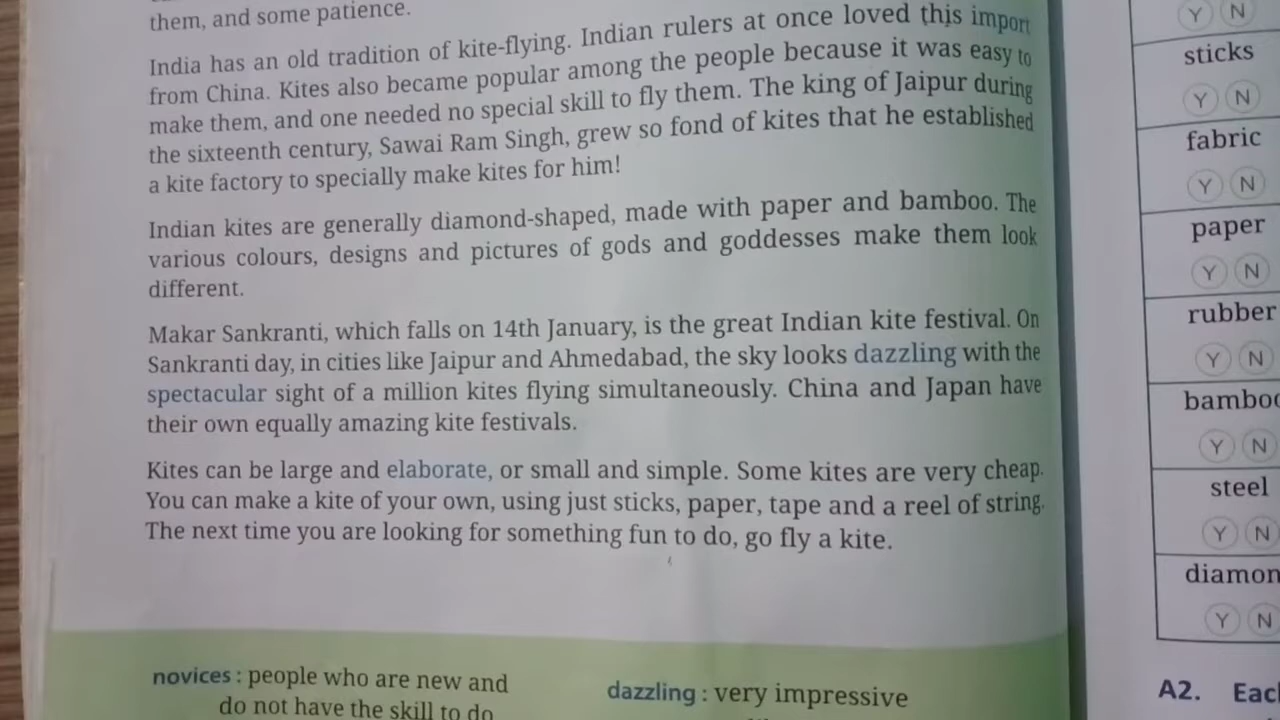 them, and some patience.
India has an old tradition of kite-flying. Indian rulers at once loved this import
from China. Kites also became popular among the people because it was easy to
make them, and one needed no special skill to fly them. The king of Jaipur during
the sixteenth century, Sawai Ram Singh, grew so fond of kites that he established
a kite factory to specially make kites for him!
Indian kites are generally diamond-shaped, made with paper and bamboo. The
various colours, designs and pictures of gods and goddesses make them look
different.
Makar Sankranti, which falls on 14th January, is the great Indian kite festival. On
Sankranti day, in cities like Jaipur and Ahmedabad, the sky looks dazzling with the
spectacular sight of a million kites flying simultaneously. China and Japan have
their own equally amazing kite festivals.
Kites can be large and elaborate, or small and simple. Some kites are very cheap.
You can make a kite of your own, using just sticks, paper, tape and a reel of string.
The next time you are looking for something fun to do, go fly a kite.
novices : people who are new and
do not have the skill to do
dazzling : very impressive
Y N
sticks
Y N
fabric
Y N
paper
Y N
rubber
Y N
bamboo
Y N
steel
Y N
diamon
Y N
A2. Eac